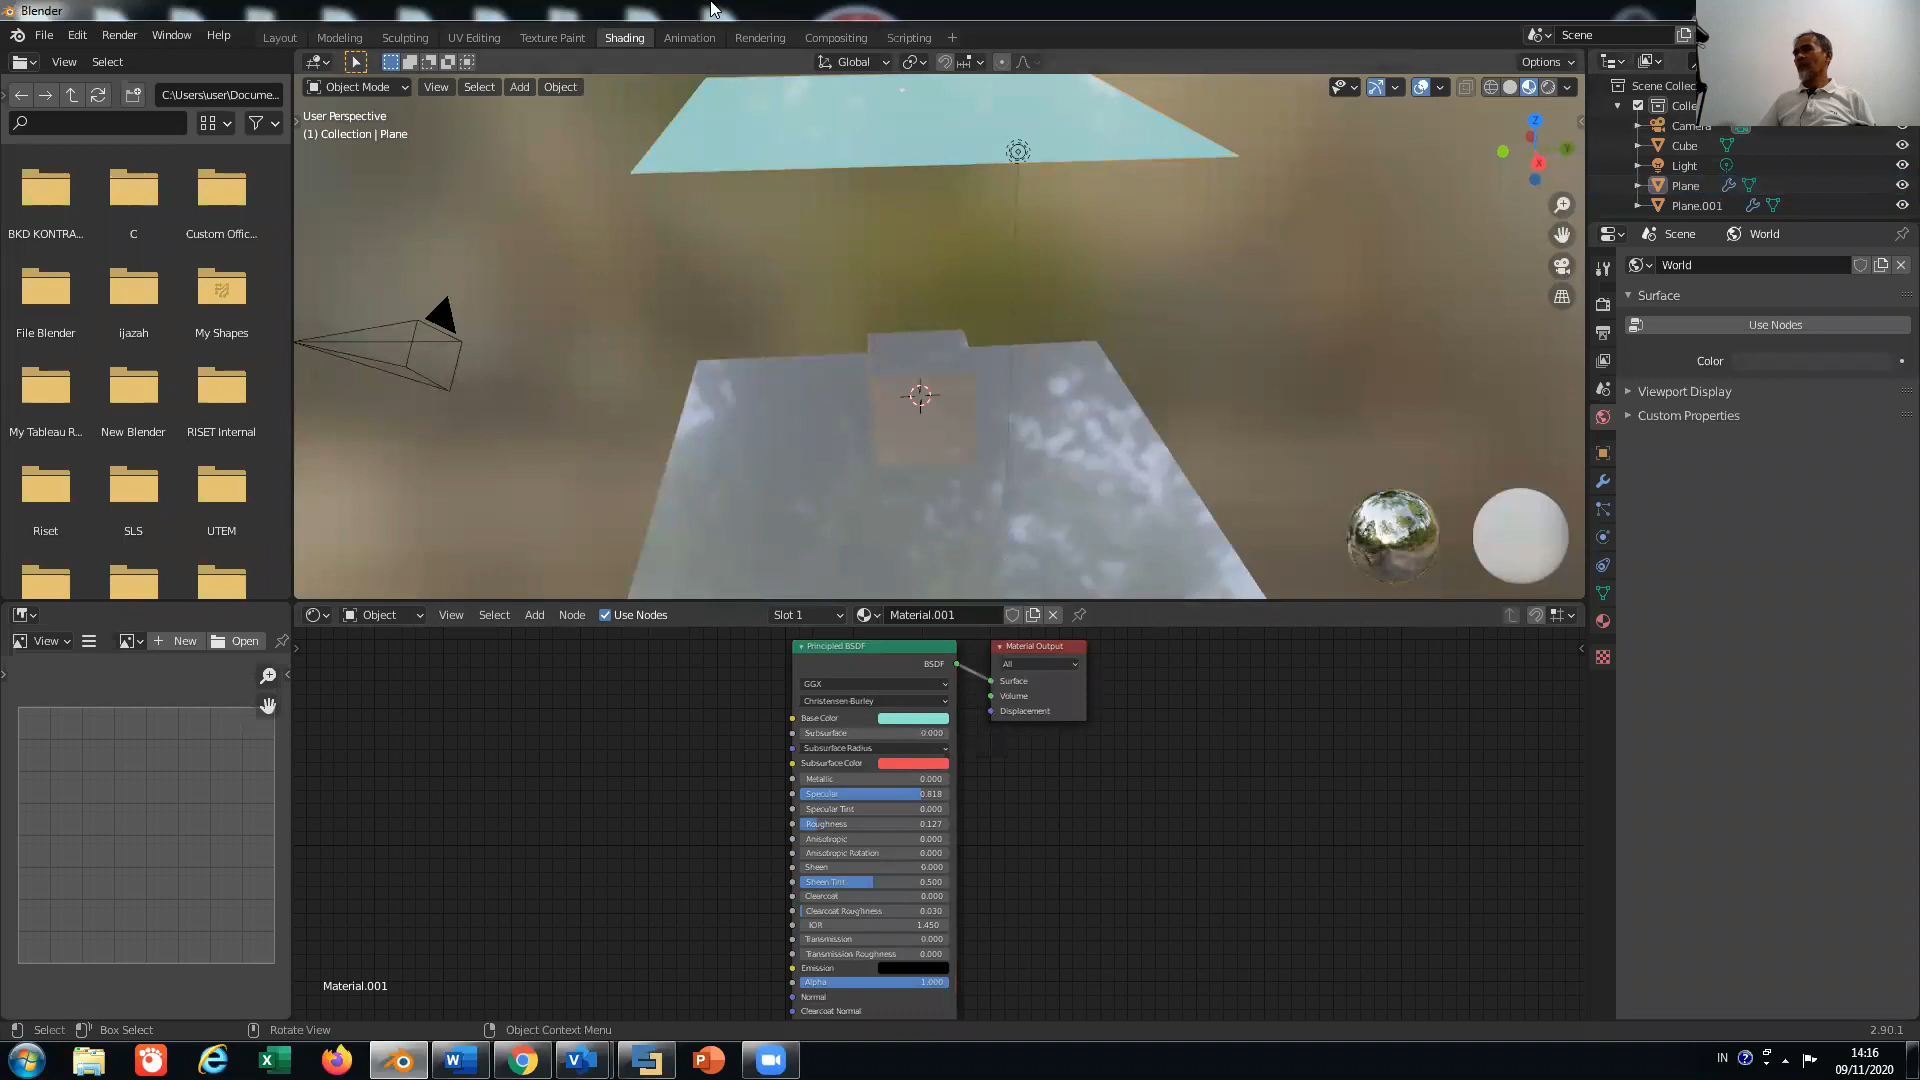 Blender
File Edit Render Window Help
Layout Modeling Sculpting UV Editing Texture Paint Shading Animation Rendering Compositing Scripting
Scene
View Select
Global
Options
C:\Users\user\Docume...
Object Mode View Select Add Object
User Perspective
(1) Collection | Plane
Scene Collec
Colle
Camera
Cube
Light
Plane
Plane.001
Scene World
World
Surface
Use Nodes
Color
Viewport Display
Custom Properties
Z
Y
X
BKD KONTRA... C Custom Offic...
File Blender ijazah My Shapes
My Tableau R... New Blender RISET Internal
Riset SLS UTEM
Object View Select Add Node Use Nodes Slot 1 Material.001
View New Open
Principled BSDF
BSDF
GGX
Christensen-Burley
Base Color
Subsurface 0.000
Subsurface Radius
Subsurface Color
Metallic 0.000
Specular 0.818
Specular Tint 0.000
Roughness 0.127
Anisotropic 0.000
Anisotropic Rotation 0.000
Sheen 0.000
Sheen Tint 0.500
Clearcoat 0.000
Clearcoat Roughness 0.030
IOR 1.450
Transmission 0.000
Transmission Roughness 0.000
Emission
Alpha 1.000
Normal
Clearcoat Normal
Material Output
All
Surface
Volume
Displacement
Material.001
Select Box Select Rotate View Object Context Menu 2.90.1
IN
14:16
09/11/2020